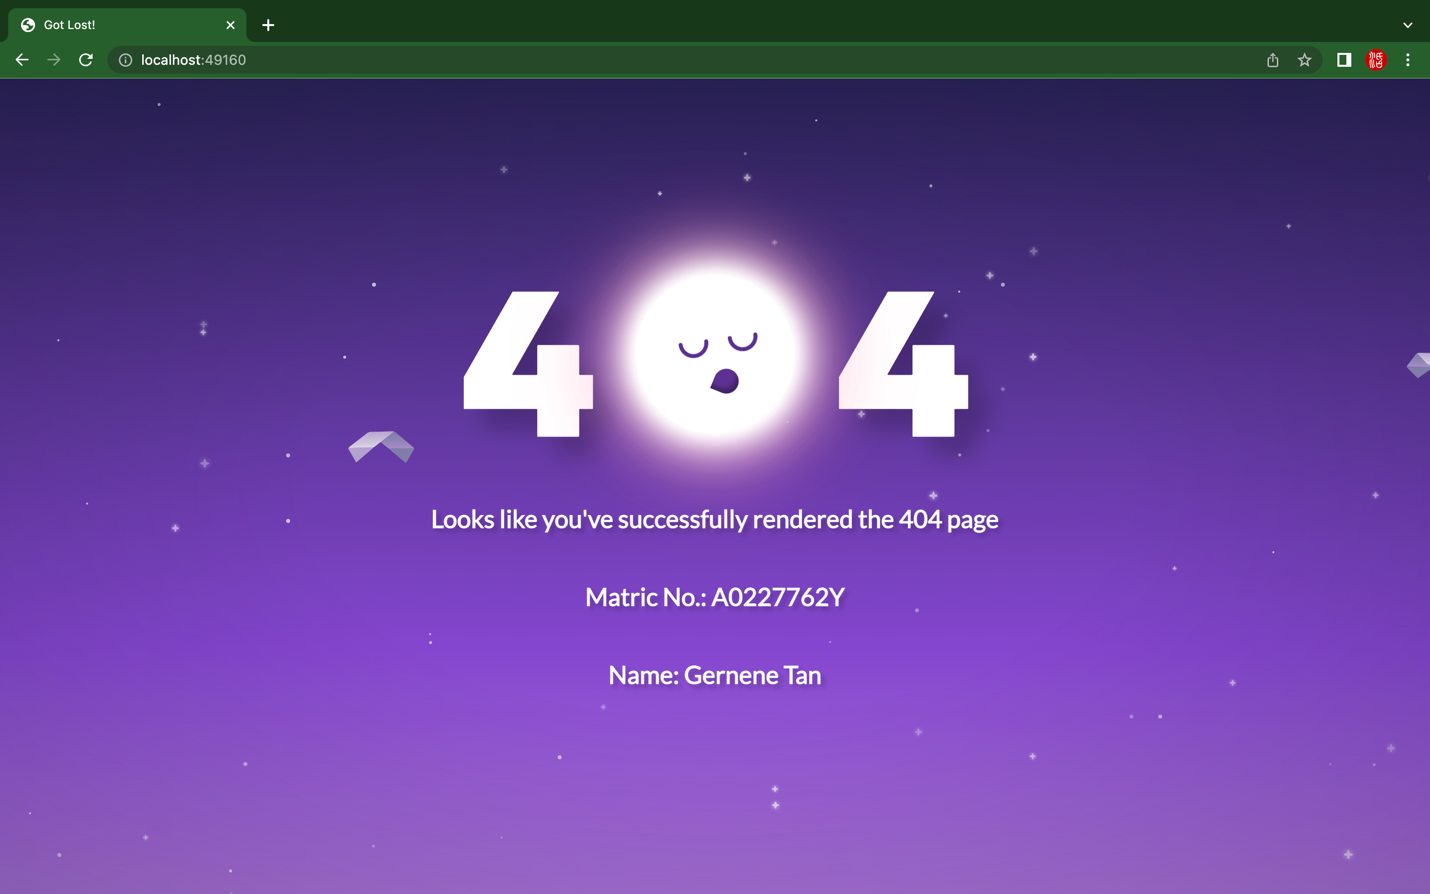 Got Lost!
localhost:49160
404
Looks like you've successfully rendered the 404 page
Matric No.: A0227762Y
Name: Gernene Tan